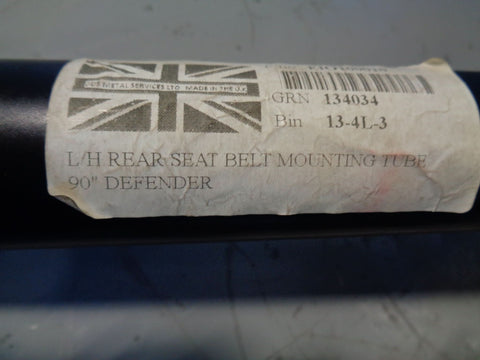 METAL SERVICES LTD MADE IN THE U.K
GRN 134034
Bin 13-4L-3
L/H REAR SEAT BELT MOUNTING TUBE
90" DEFENDER